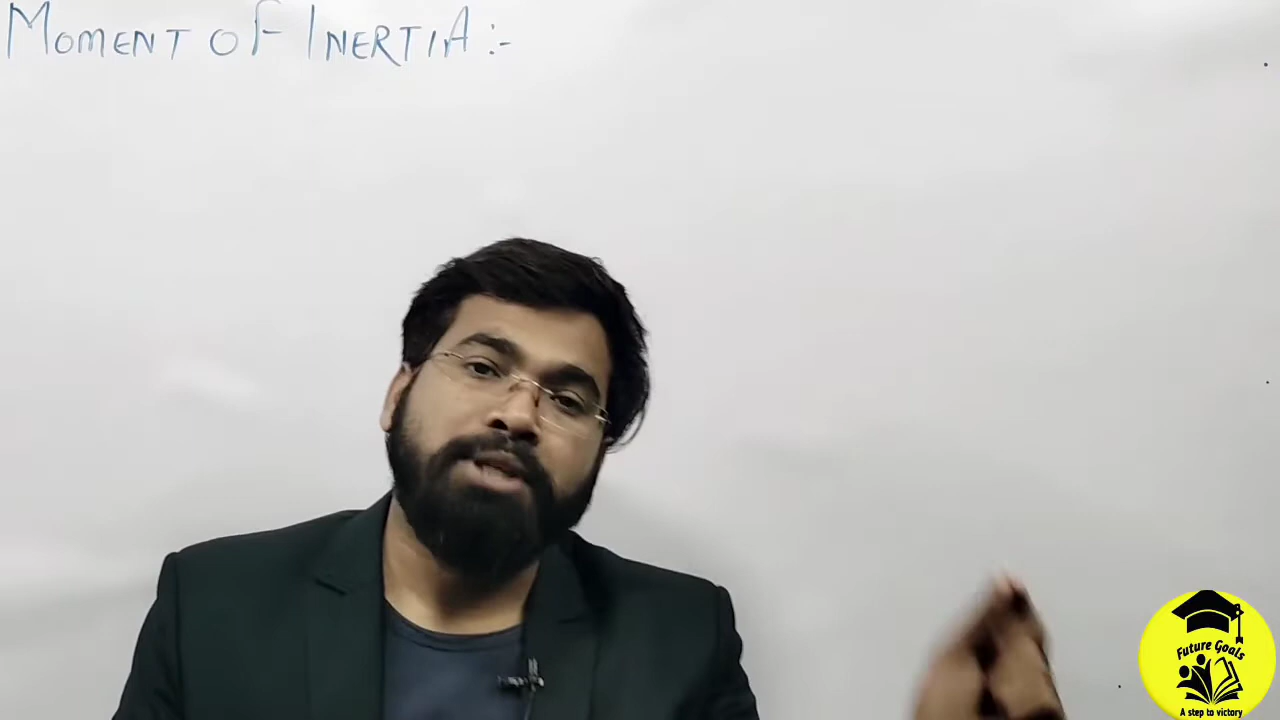 MOMENT OF INERTIA :-
Future Goals
A step to victory